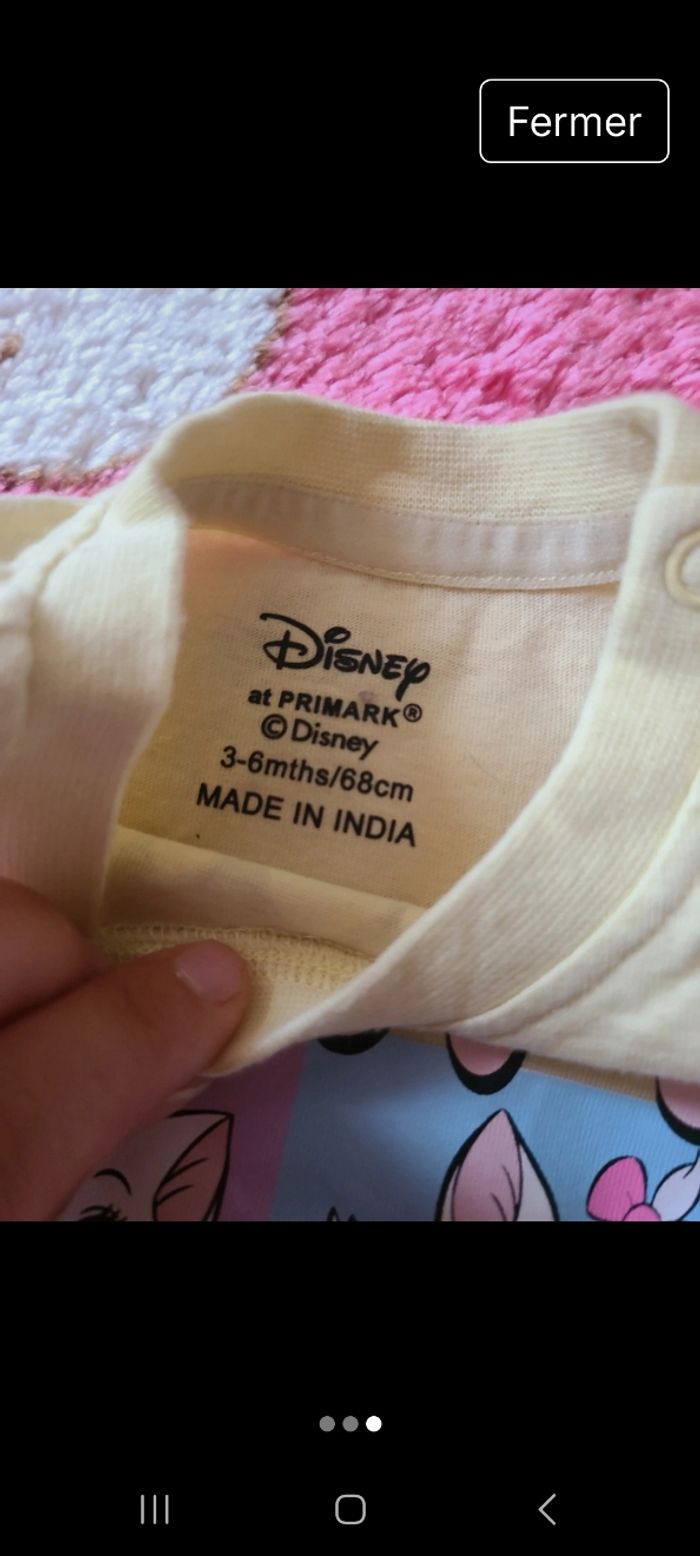 Fermer
Disney
at PRIMARK®
© Disney
3-6mths/68cm
MADE IN INDIA